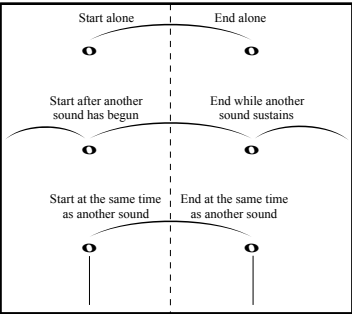 Start alone
End alone
Start after another
sound has begun
End while another
sound sustains
Start at the same time
as another sound
End at the same time
as another sound